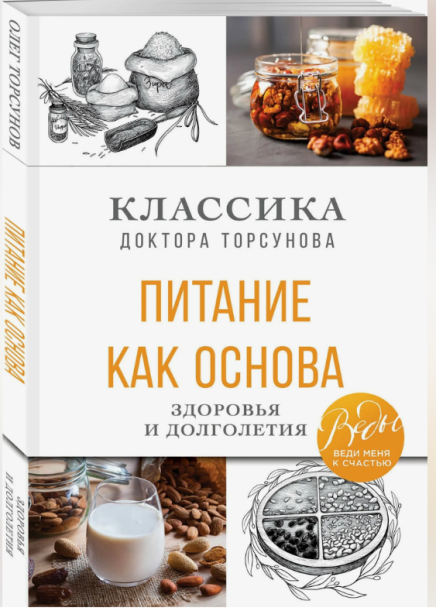 ОЛЕГ ТОРСУНОВ
ПИТАНИЕ КАК ОСНОВА
ЗДОРОВЬЯ
И ДОЛГОЛЕТИЯ
КЛАССИКА
ДОКТОРА ТОРСУНОВА
ПИТАНИЕ
КАК ОСНОВА
ЗДОРОВЬЯ
И ДОЛГОЛЕТИЯ
Веды
ВЕДИ МЕНЯ
К СЧАСТЬЮ